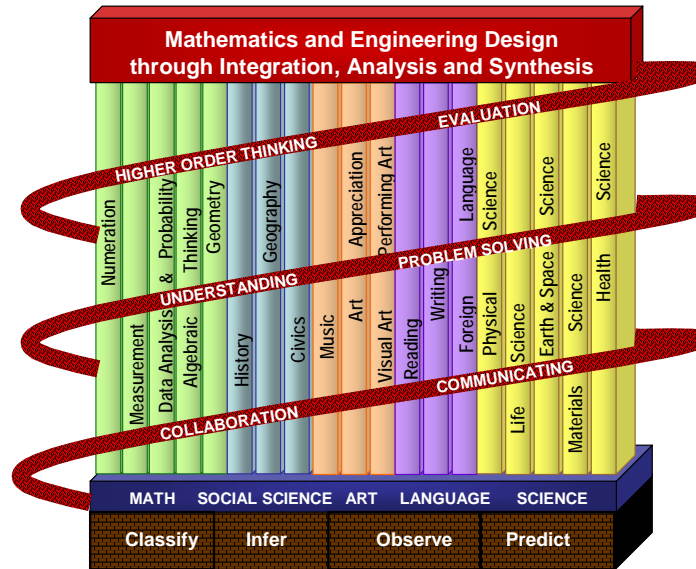 Mathematics and Engineering Design
through Integration, Analysis and Synthesis
EVALUATION
HIGHER ORDER THINKING
PROBLEM SOLVING
UNDERSTANDING
COMMUNICATING
COLLABORATION
Numeration
Measurement
Data Analysis & Probability
Algebraic Thinking
Geometry
History
Geography
Civics
Music
Art Appreciation
Visual Art Performing Art
Reading
Writing
Foreign Language
Physical Science
Life Science
Earth & Space Science
Materials Science
Health Science
MATH SOCIAL SCIENCE ART LANGUAGE SCIENCE
Classify Infer Observe Predict